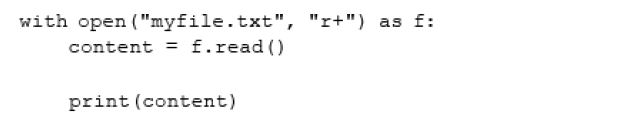 with open("myfile.txt", "r+") as f:
    content = f.read()
    print(content)